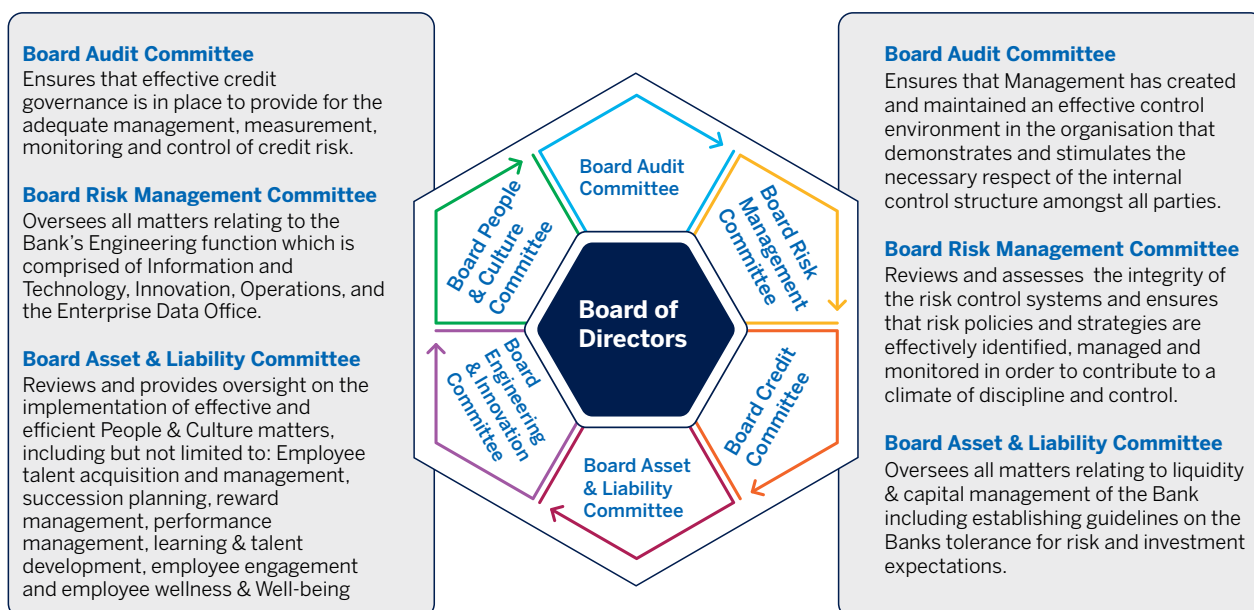 Board Audit Committee
Ensures that effective credit
governance is in place to provide for the
adequate management, measurement,
monitoring and control of credit risk.
Board Risk Management Committee
Oversees all matters relating to the
Bank's Engineering function which is
comprised of Information and
Technology, Innovation, Operations, and
the Enterprise Data Office.
Board Asset & Liability Committee
Reviews and provides oversight on the
implementation of effective and
efficient People & Culture matters,
including but not limited to: Employee
talent acquisition and management,
succession planning, reward
management, performance
management, learning & talent
development, employee engagement
and employee wellness & Well-being
Board Audit
Committee
Board Risk
Management
Committee
Board Credit
Committee
Board Asset
& Liability
Committee
Board
Engineering
& Innovation
Committee
Board People
& Culture
Committee
Board of
Directors
Board Audit Committee
Ensures that Management has created
and maintained an effective control
environment in the organisation that
demonstrates and stimulates the
necessary respect of the internal
control structure amongst all parties.
Board Risk Management Committee
Reviews and assesses the integrity of
the risk control systems and ensures
that risk policies and strategies are
effectively identified, managed and
monitored in order to contribute to a
climate of discipline and control.
Board Asset & Liability Committee
Oversees all matters relating to liquidity
& capital management of the Bank
including establishing guidelines on the
Banks tolerance for risk and investment
expectations.